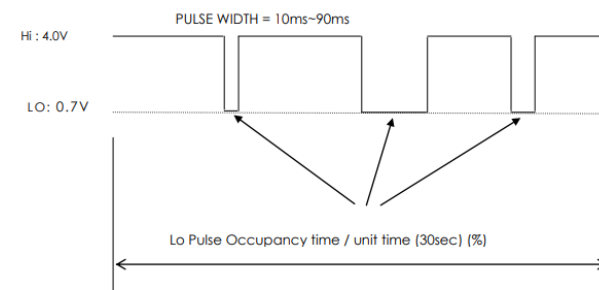 PULSE WIDTH = 10ms~90ms
Hi : 4.0V
LO: 0.7V
Lo Pulse Occupancy time / unit time (30sec) (%)